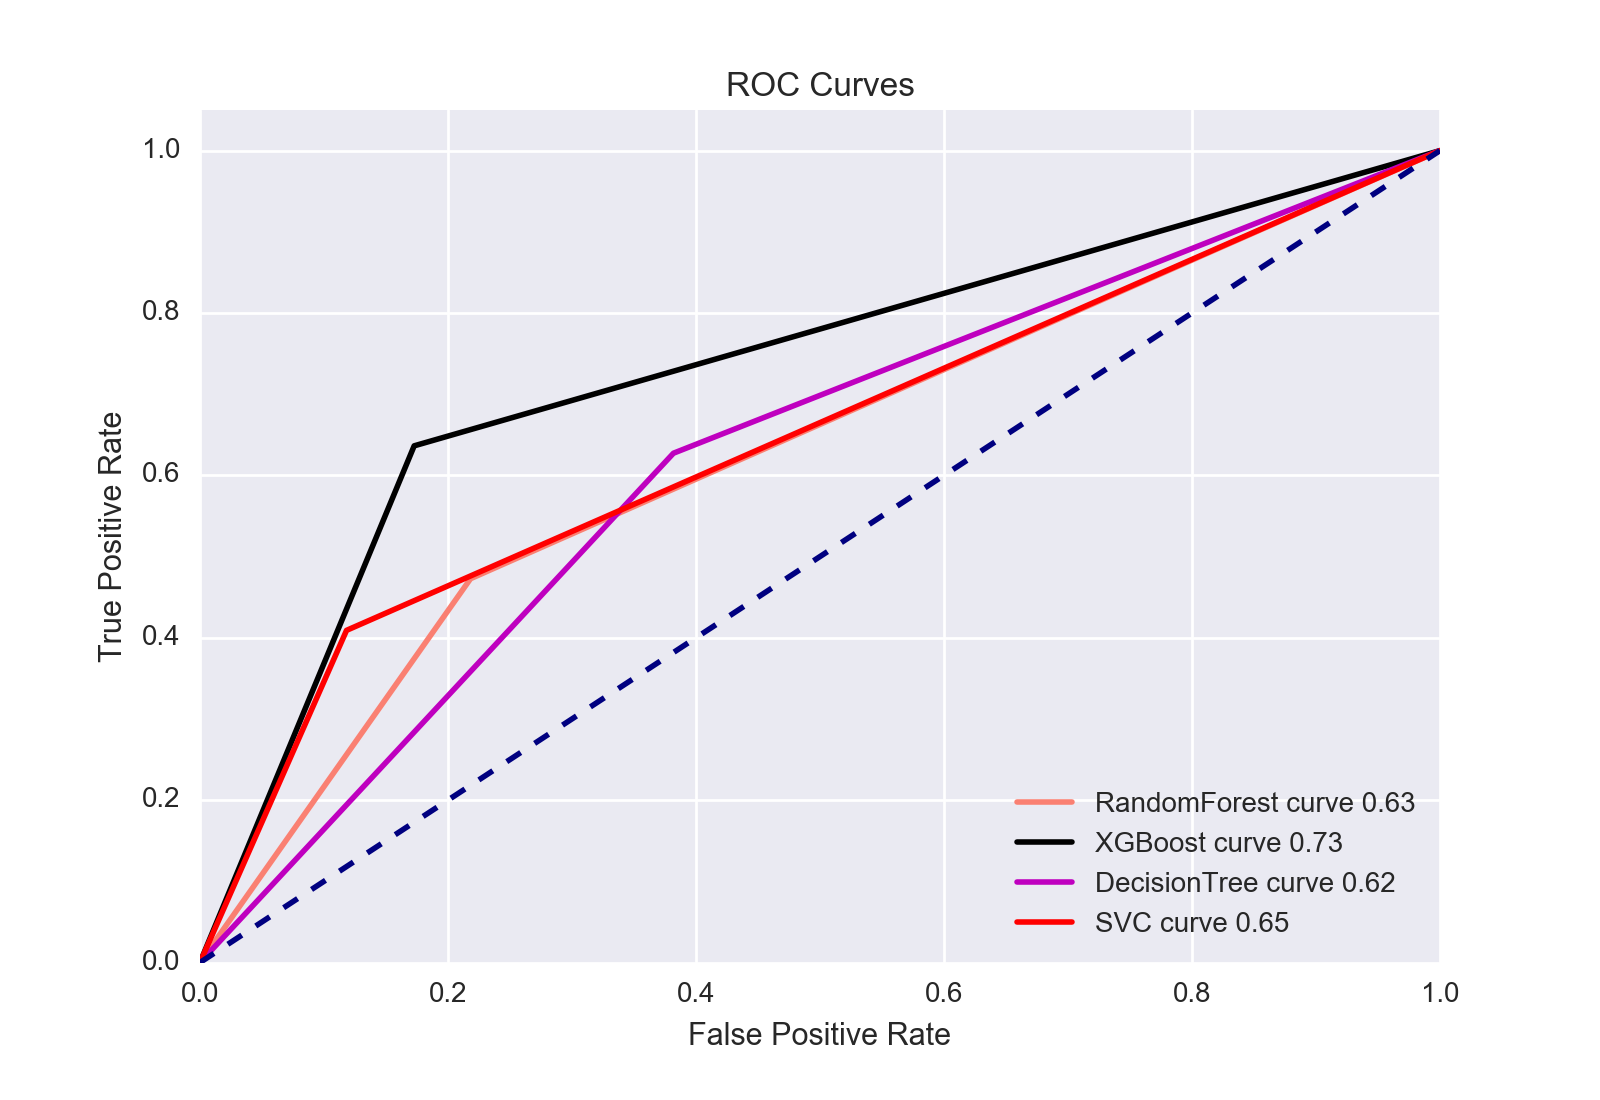 ROC Curves
1.0
0.8
0.6
0.4
0.2
0.0
True Positive Rate
RandomForest curve 0.63
XGBoost curve 0.73
DecisionTree curve 0.62
SVC curve 0.65
0.0 0.2 0.4 0.6 0.8 1.0
False Positive Rate